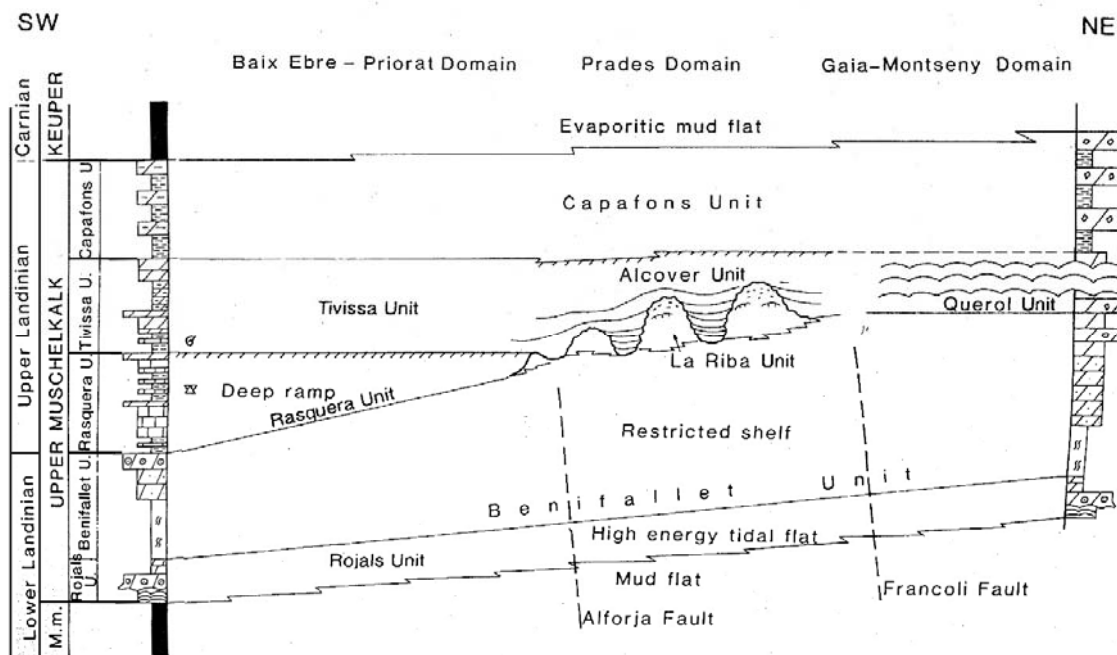 SW
NE
Baix Ebre - Priorat Domain
Prades Domain
Gaia-Montseny Domain
Carnian
KEUPER
Evaporitic mud flat
Capafons U
Capafons Unit
Upper Landinian
UPPER MUSCHELKALK
Tivissa U.
Tivissa Unit
Alcover Unit
Querol Unit
La Riba Unit
Rasquera U.
Deep ramp
Rasquera Unit
Restricted shelf
Lower Landinian
Benifallet U.
Benifallet Unit
High energy tidal flat
Rojals U.
Rojals Unit
Mud flat
Francoli Fault
Alforja Fault
M.m.